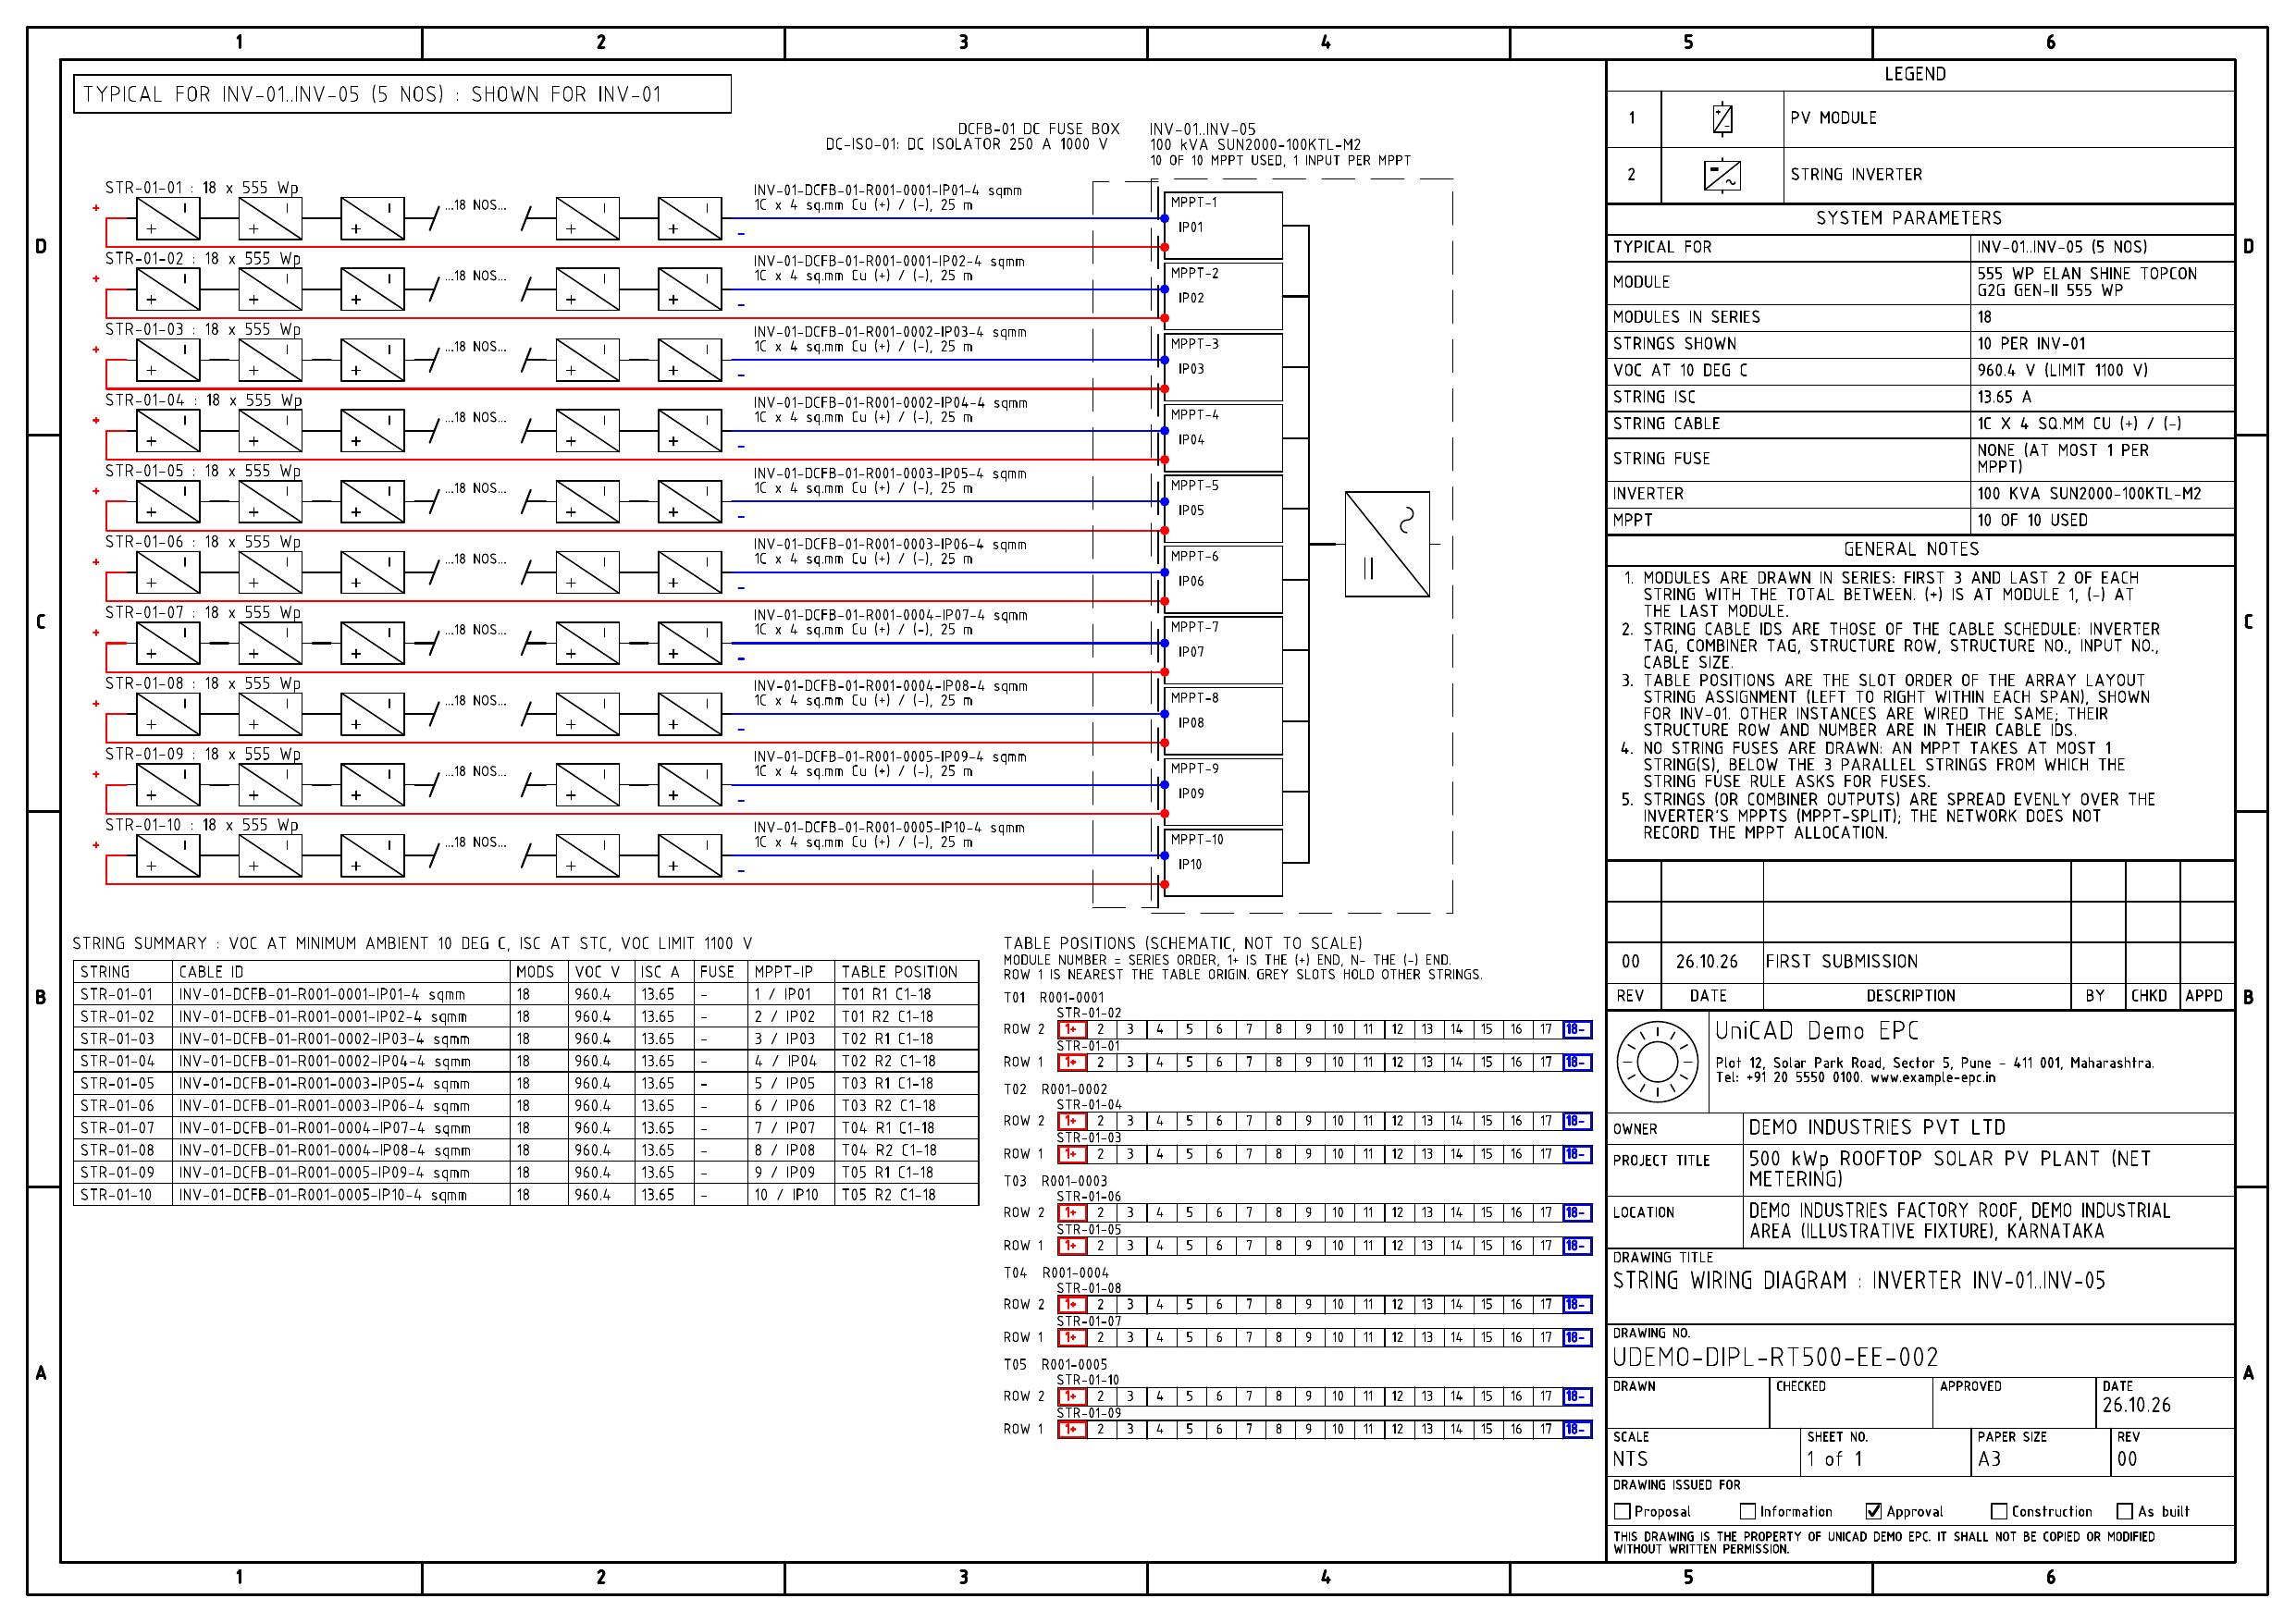 1 2 3 4 5 6
TYPICAL FOR INV-01..INV-05 (5 NOS) : SHOWN FOR INV-01
DCFB-01 DC FUSE BOX
DC-ISO-01: DC ISOLATOR 250 A 1000 V
INV-01..INV-05
100 kVA SUN2000-100KTL-M2
10 OF 10 MPPT USED, 1 INPUT PER MPPT
STR-01-01 : 18 x 555 Wp
...18 NOS...
INV-01-DCFB-01-R001-0001-IP01-4 sqmm
1C x 4 sq.mm Cu (+) / (-), 25 m
MPPT-1
IP01
STR-01-02 : 18 x 555 Wp
...18 NOS...
INV-01-DCFB-01-R001-0001-IP02-4 sqmm
1C x 4 sq.mm Cu (+) / (-), 25 m
MPPT-2
IP02
STR-01-03 : 18 x 555 Wp
...18 NOS...
INV-01-DCFB-01-R001-0002-IP03-4 sqmm
1C x 4 sq.mm Cu (+) / (-), 25 m
MPPT-3
IP03
STR-01-04 : 18 x 555 Wp
...18 NOS...
INV-01-DCFB-01-R001-0002-IP04-4 sqmm
1C x 4 sq.mm Cu (+) / (-), 25 m
MPPT-4
IP04
STR-01-05 : 18 x 555 Wp
...18 NOS...
INV-01-DCFB-01-R001-0003-IP05-4 sqmm
1C x 4 sq.mm Cu (+) / (-), 25 m
MPPT-5
IP05
STR-01-06 : 18 x 555 Wp
...18 NOS...
INV-01-DCFB-01-R001-0003-IP06-4 sqmm
1C x 4 sq.mm Cu (+) / (-), 25 m
MPPT-6
IP06
STR-01-07 : 18 x 555 Wp
...18 NOS...
INV-01-DCFB-01-R001-0004-IP07-4 sqmm
1C x 4 sq.mm Cu (+) / (-), 25 m
MPPT-7
IP07
STR-01-08 : 18 x 555 Wp
...18 NOS...
INV-01-DCFB-01-R001-0004-IP08-4 sqmm
1C x 4 sq.mm Cu (+) / (-), 25 m
MPPT-8
IP08
STR-01-09 : 18 x 555 Wp
...18 NOS...
INV-01-DCFB-01-R001-0005-IP09-4 sqmm
1C x 4 sq.mm Cu (+) / (-), 25 m
MPPT-9
IP09
STR-01-10 : 18 x 555 Wp
...18 NOS...
INV-01-DCFB-01-R001-0005-IP10-4 sqmm
1C x 4 sq.mm Cu (+) / (-), 25 m
MPPT-10
IP10
STRING SUMMARY : VOC AT MINIMUM AMBIENT 10 DEG C, ISC AT STC, VOC LIMIT 1100 V
STRING CABLE ID MODS VOC V ISC A FUSE MPPT-IP TABLE POSITION
STR-01-01 INV-01-DCFB-01-R001-0001-IP01-4 sqmm 18 960.4 13.65 - 1 / IP01 T01 R1 C1-18
STR-01-02 INV-01-DCFB-01-R001-0001-IP02-4 sqmm 18 960.4 13.65 - 2 / IP02 T01 R2 C1-18
STR-01-03 INV-01-DCFB-01-R001-0002-IP03-4 sqmm 18 960.4 13.65 - 3 / IP03 T02 R1 C1-18
STR-01-04 INV-01-DCFB-01-R001-0002-IP04-4 sqmm 18 960.4 13.65 - 4 / IP04 T02 R2 C1-18
STR-01-05 INV-01-DCFB-01-R001-0003-IP05-4 sqmm 18 960.4 13.65 - 5 / IP05 T03 R1 C1-18
STR-01-06 INV-01-DCFB-01-R001-0003-IP06-4 sqmm 18 960.4 13.65 - 6 / IP06 T03 R2 C1-18
STR-01-07 INV-01-DCFB-01-R001-0004-IP07-4 sqmm 18 960.4 13.65 - 7 / IP07 T04 R1 C1-18
STR-01-08 INV-01-DCFB-01-R001-0004-IP08-4 sqmm 18 960.4 13.65 - 8 / IP08 T04 R2 C1-18
STR-01-09 INV-01-DCFB-01-R001-0005-IP09-4 sqmm 18 960.4 13.65 - 9 / IP09 T05 R1 C1-18
STR-01-10 INV-01-DCFB-01-R001-0005-IP10-4 sqmm 18 960.4 13.65 - 10 / IP10 T05 R2 C1-18
TABLE POSITIONS (SCHEMATIC, NOT TO SCALE)
MODULE NUMBER = SERIES ORDER, 1+ IS THE (+) END, N- THE (-) END.
ROW 1 IS NEAREST THE TABLE ORIGIN. GREY SLOTS HOLD OTHER STRINGS.
T01 R001-0001
STR-01-02
ROW 2 1+ 2 3 4 5 6 7 8 9 10 11 12 13 14 15 16 17 18-
STR-01-01
ROW 1 1+ 2 3 4 5 6 7 8 9 10 11 12 13 14 15 16 17 18-
T02 R001-0002
STR-01-04
ROW 2 1+ 2 3 4 5 6 7 8 9 10 11 12 13 14 15 16 17 18-
STR-01-03
ROW 1 1+ 2 3 4 5 6 7 8 9 10 11 12 13 14 15 16 17 18-
T03 R001-0003
STR-01-06
ROW 2 1+ 2 3 4 5 6 7 8 9 10 11 12 13 14 15 16 17 18-
STR-01-05
ROW 1 1+ 2 3 4 5 6 7 8 9 10 11 12 13 14 15 16 17 18-
T04 R001-0004
STR-01-08
ROW 2 1+ 2 3 4 5 6 7 8 9 10 11 12 13 14 15 16 17 18-
STR-01-07
ROW 1 1+ 2 3 4 5 6 7 8 9 10 11 12 13 14 15 16 17 18-
T05 R001-0005
STR-01-10
ROW 2 1+ 2 3 4 5 6 7 8 9 10 11 12 13 14 15 16 17 18-
STR-01-09
ROW 1 1+ 2 3 4 5 6 7 8 9 10 11 12 13 14 15 16 17 18-
LEGEND
1 PV MODULE
2 STRING INVERTER
SYSTEM PARAMETERS
TYPICAL FOR INV-01..INV-05 (5 NOS)
MODULE 555 WP ELAN SHINE TOPCON
G2G GEN-II 555 WP
MODULES IN SERIES 18
STRINGS SHOWN 10 PER INV-01
VOC AT 10 DEG C 960.4 V (LIMIT 1100 V)
STRING ISC 13.65 A
STRING CABLE 1C X 4 SQ.MM CU (+) / (-)
STRING FUSE NONE (AT MOST 1 PER
MPPT)
INVERTER 100 KVA SUN2000-100KTL-M2
MPPT 10 OF 10 USED
GENERAL NOTES
1. MODULES ARE DRAWN IN SERIES: FIRST 3 AND LAST 2 OF EACH
STRING WITH THE TOTAL BETWEEN. (+) IS AT MODULE 1, (-) AT
THE LAST MODULE.
2. STRING CABLE IDS ARE THOSE OF THE CABLE SCHEDULE: INVERTER
TAG, COMBINER TAG, STRUCTURE ROW, STRUCTURE NO., INPUT NO.,
CABLE SIZE.
3. TABLE POSITIONS ARE THE SLOT ORDER OF THE ARRAY LAYOUT
STRING ASSIGNMENT (LEFT TO RIGHT WITHIN EACH SPAN), SHOWN
FOR INV-01. OTHER INSTANCES ARE WIRED THE SAME; THEIR
STRUCTURE ROW AND NUMBER ARE IN THEIR CABLE IDS.
4. NO STRING FUSES ARE DRAWN: AN MPPT TAKES AT MOST 1
STRING(S), BELOW THE 3 PARALLEL STRINGS FROM WHICH THE
STRING FUSE RULE ASKS FOR FUSES.
5. STRINGS (OR COMBINER OUTPUTS) ARE SPREAD EVENLY OVER THE
INVERTER'S MPPTS (MPPT-SPLIT); THE NETWORK DOES NOT
RECORD THE MPPT ALLOCATION.
00 26.10.26 FIRST SUBMISSION
REV DATE DESCRIPTION BY CHKD APPD
UniCAD Demo EPC
Plot 12, Solar Park Road, Sector 5, Pune - 411 001, Maharashtra.
Tel: +91 20 5550 0100. www.example-epc.in
OWNER DEMO INDUSTRIES PVT LTD
PROJECT TITLE 500 kWp ROOFTOP SOLAR PV PLANT (NET
METERING)
LOCATION DEMO INDUSTRIES FACTORY ROOF, DEMO INDUSTRIAL
AREA (ILLUSTRATIVE FIXTURE), KARNATAKA
DRAWING TITLE
STRING WIRING DIAGRAM : INVERTER INV-01..INV-05
DRAWING NO.
UDEMO-DIPL-RT500-EE-002
DRAWN CHECKED APPROVED DATE
26.10.26
SCALE SHEET NO. PAPER SIZE REV
NTS 1 of 1 A3 00
DRAWING ISSUED FOR
Proposal Information Approval Construction As built
THIS DRAWING IS THE PROPERTY OF UNICAD DEMO EPC. IT SHALL NOT BE COPIED OR MODIFIED
WITHOUT WRITTEN PERMISSION.
D D
C C
B B
A A
1 2 3 4 5 6